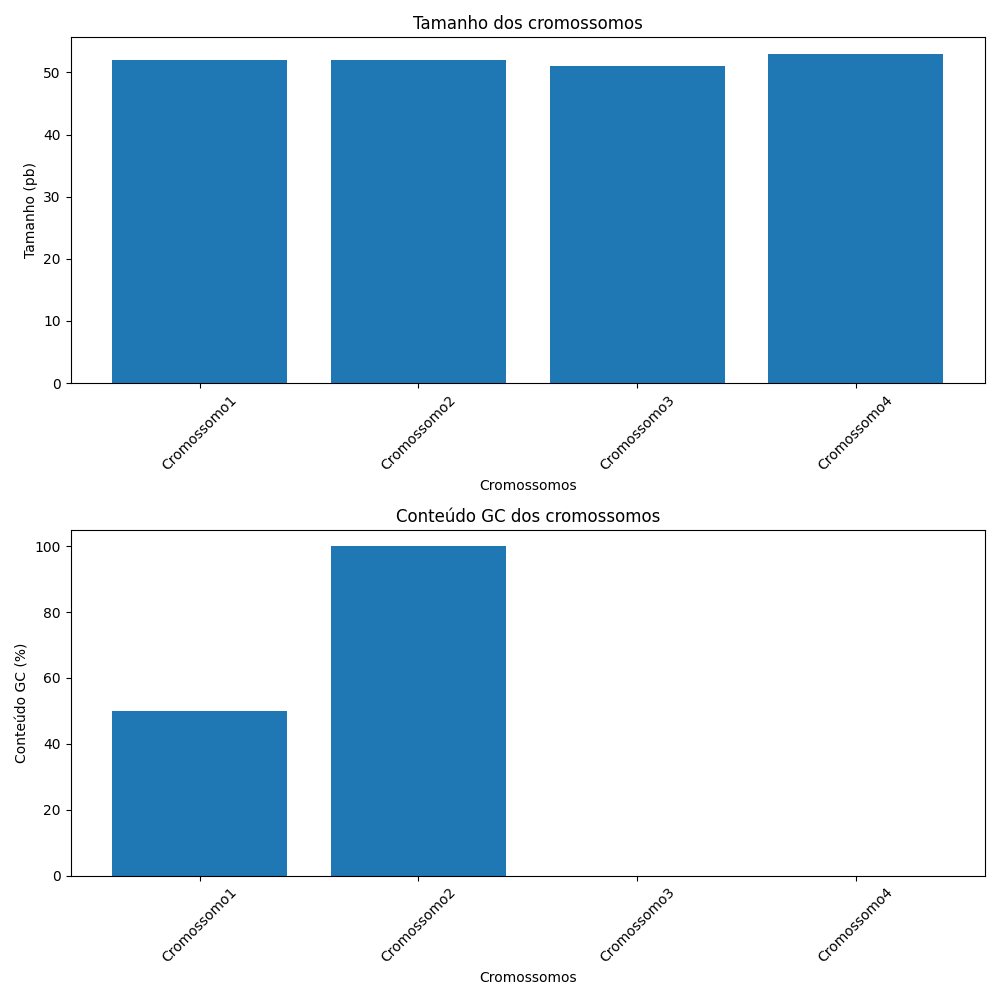 Tamanho dos cromossomos
Tamanho (pb)
50
40
30
20
10
0
Cromossomo1
Cromossomo2
Cromossomo3
Cromossomo4
Cromossomos
Conteúdo GC dos cromossomos
Conteúdo GC (%)
100
80
60
40
20
0
Cromossomo1
Cromossomo2
Cromossomo3
Cromossomo4
Cromossomos